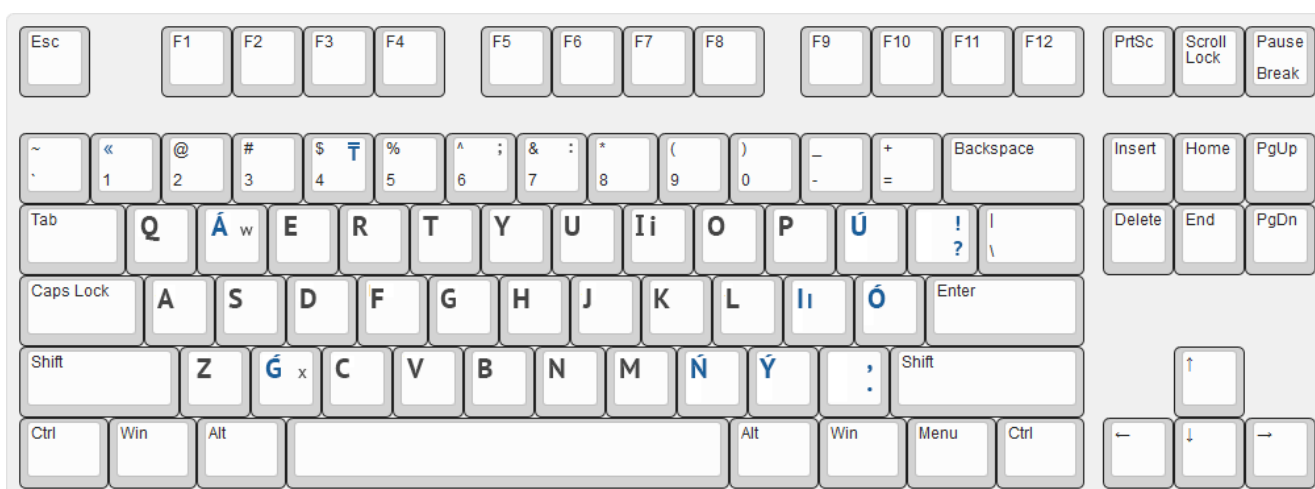 Esc F1 F2 F3 F4 F5 F6 F7 F8 F9 F10 F11 F12 PrtSc Scroll Lock Pause Break
~ ` « 1 @ 2 # 3 $ ₸ 4 % 5 ^ ; 6 & : 7 * 8 ( 9 ) 0 _ - + = Backspace Insert Home PgUp
Tab Q Á w E R T Y U I i O P Ú ! ? | \ Delete End PgDn
Caps Lock A S D F G H J K L I ı Ó Enter
Shift Z Ǵ x C V B N M Ń Ý , . Shift ↑
Ctrl Win Alt Alt Win Menu Ctrl ← ↓ →